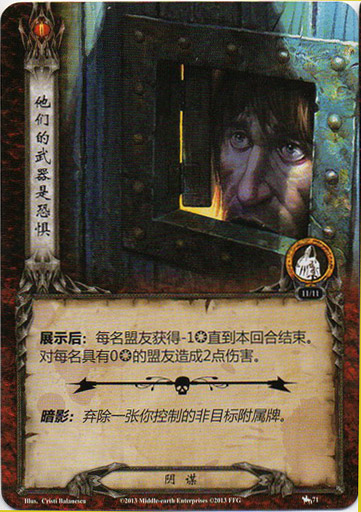 他们的武器是恐惧
11/11
展示后：每名盟友获得-1直到本回合结束。
对每名具有0的盟友造成2点伤害。
暗影：弃除一张你控制的非目标附属牌。
阴 谋
Illus. Cristi Balanescu ©2013 Middle-earth Enterprises ©2013 FFG 71